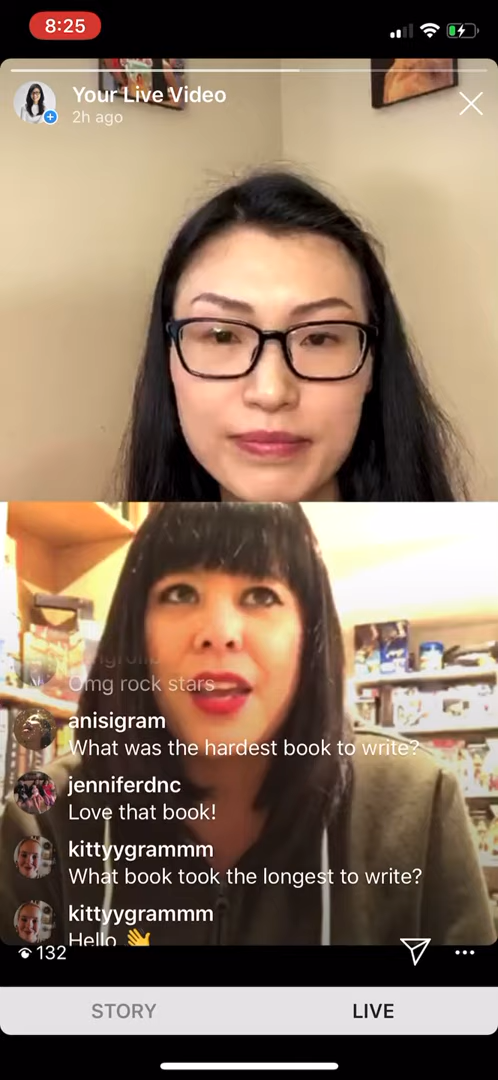 8:25
Your Live Video
2h ago
Omg rock stars
anisigram
What was the hardest book to write?
jenniferdnc
Love that book!
kittyygrammm
What book took the longest to write?
kittyygrammm
Hello 👋
132
STORY
LIVE